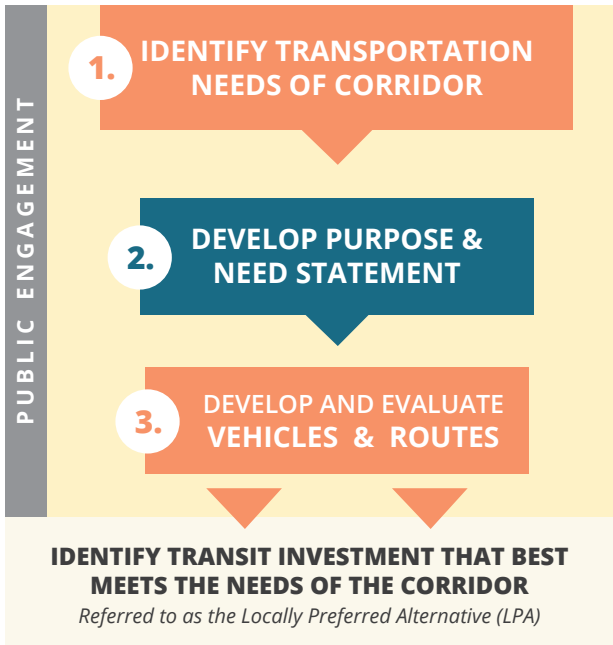 PUBLIC ENGAGEMENT
1.
IDENTIFY TRANSPORTATION
NEEDS OF CORRIDOR
2.
DEVELOP PURPOSE &
NEED STATEMENT
3.
DEVELOP AND EVALUATE
VEHICLES & ROUTES
IDENTIFY TRANSIT INVESTMENT THAT BEST
MEETS THE NEEDS OF THE CORRIDOR
Referred to as the Locally Preferred Alternative (LPA)